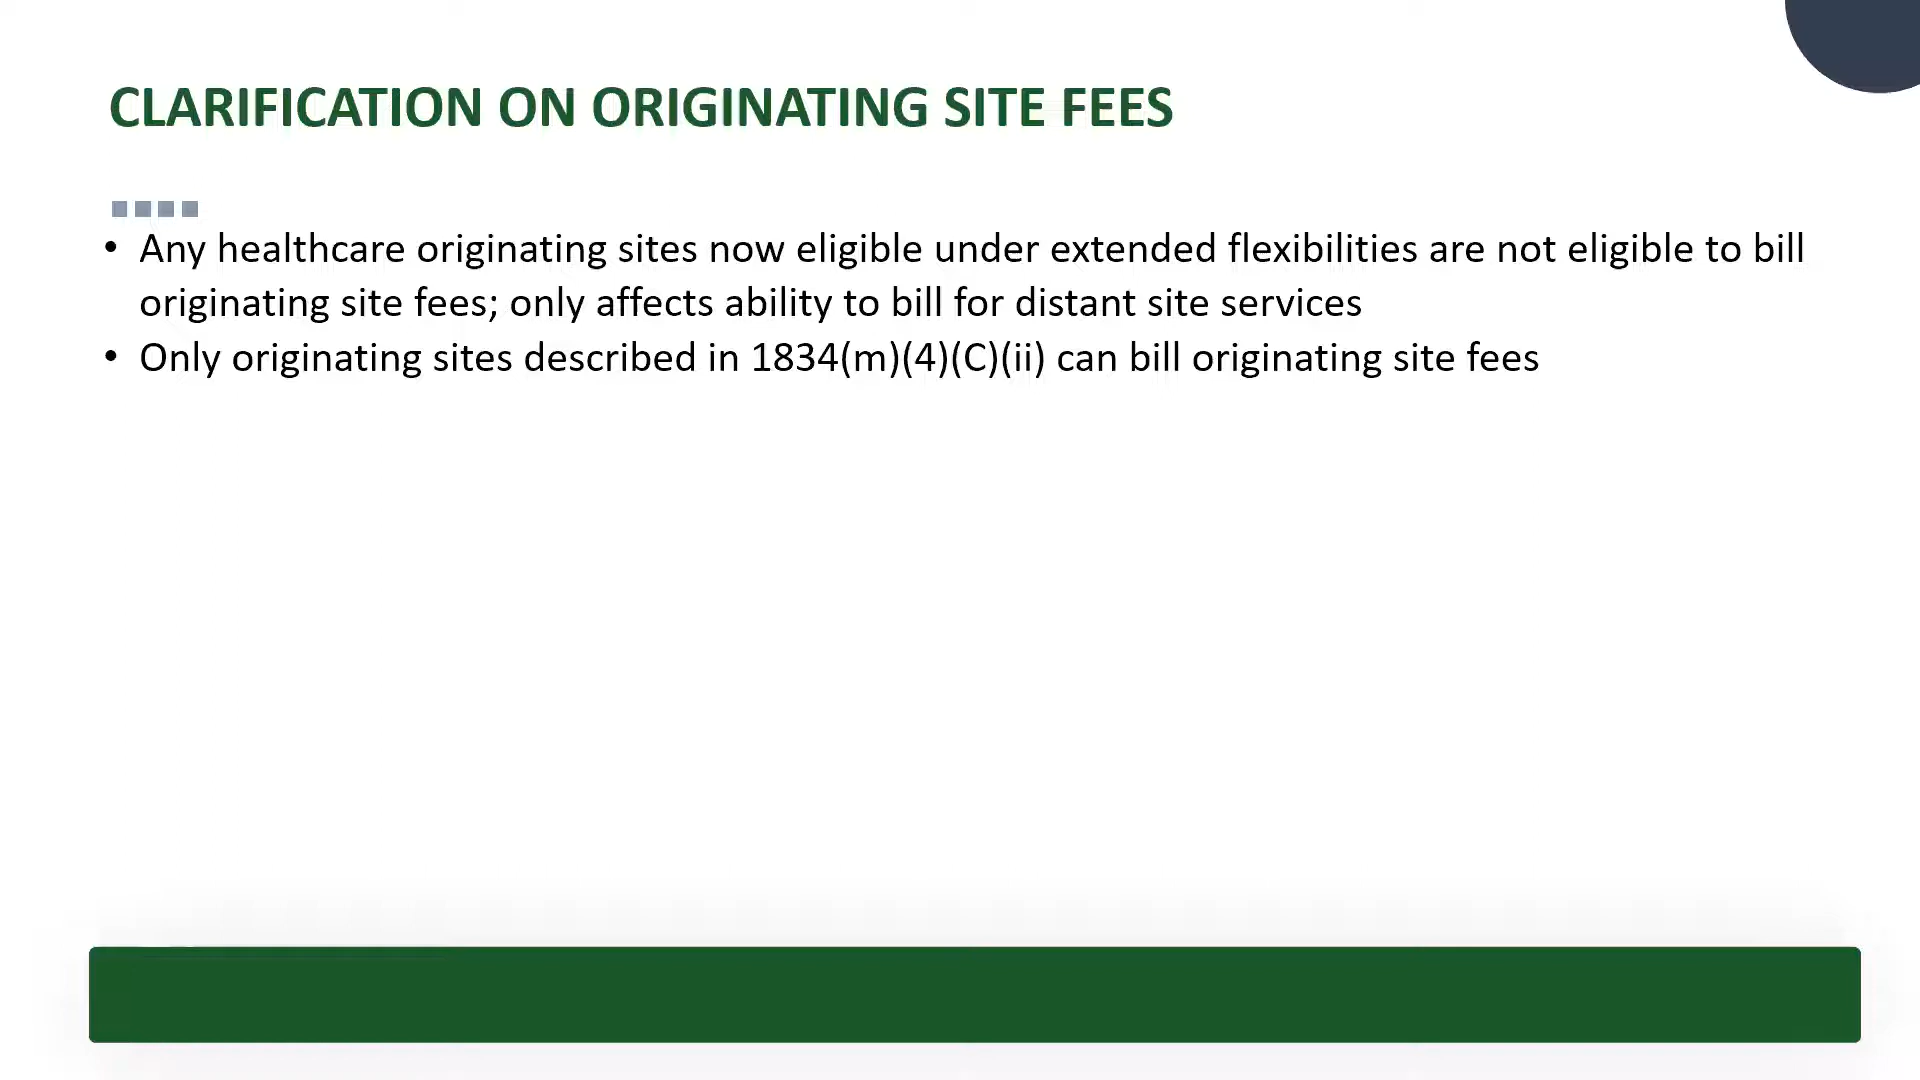 CLARIFICATION ON ORIGINATING SITE FEES
• Any healthcare originating sites now eligible under extended flexibilities are not eligible to bill
originating site fees; only affects ability to bill for distant site services
• Only originating sites described in 1834(m)(4)(C)(ii) can bill originating site fees